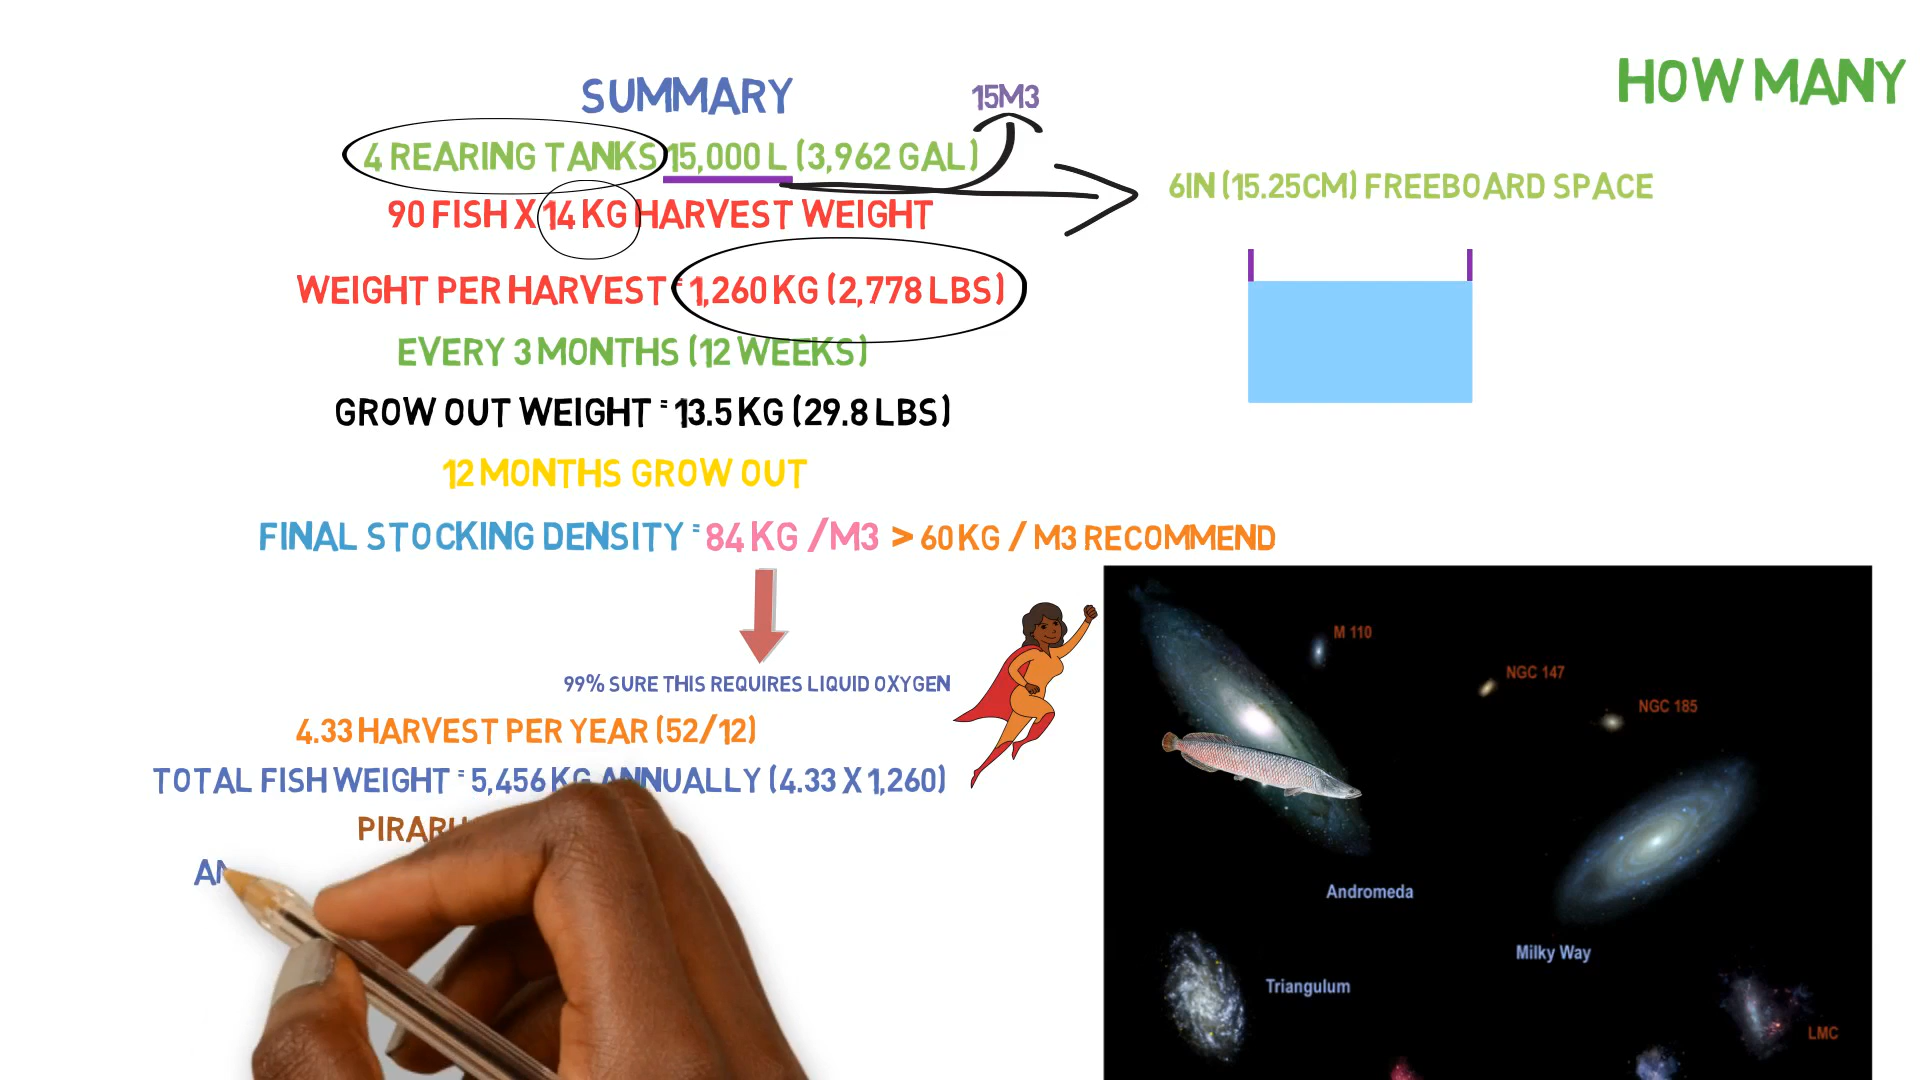 HOW MANY
SUMMARY
15M3
4 REARING TANKS 15,000 L (3,962 GAL)
6IN (15.25CM) FREEBOARD SPACE
90 FISH X 14 KG HARVEST WEIGHT
WEIGHT PER HARVEST = 1,260 KG (2,778 LBS)
EVERY 3 MONTHS (12 WEEKS)
GROW OUT WEIGHT = 13.5 KG (29.8 LBS)
12 MONTHS GROW OUT
FINAL STOCKING DENSITY = 84 KG /M3 > 60 KG / M3 RECOMMEND
99% SURE THIS REQUIRES LIQUID OXYGEN
4.33 HARVEST PER YEAR (52/12)
TOTAL FISH WEIGHT = 5,456 KG ANNUALLY (4.33 X 1,260)
M 110
NGC 147
NGC 185
Andromeda
Milky Way
Triangulum
LMC